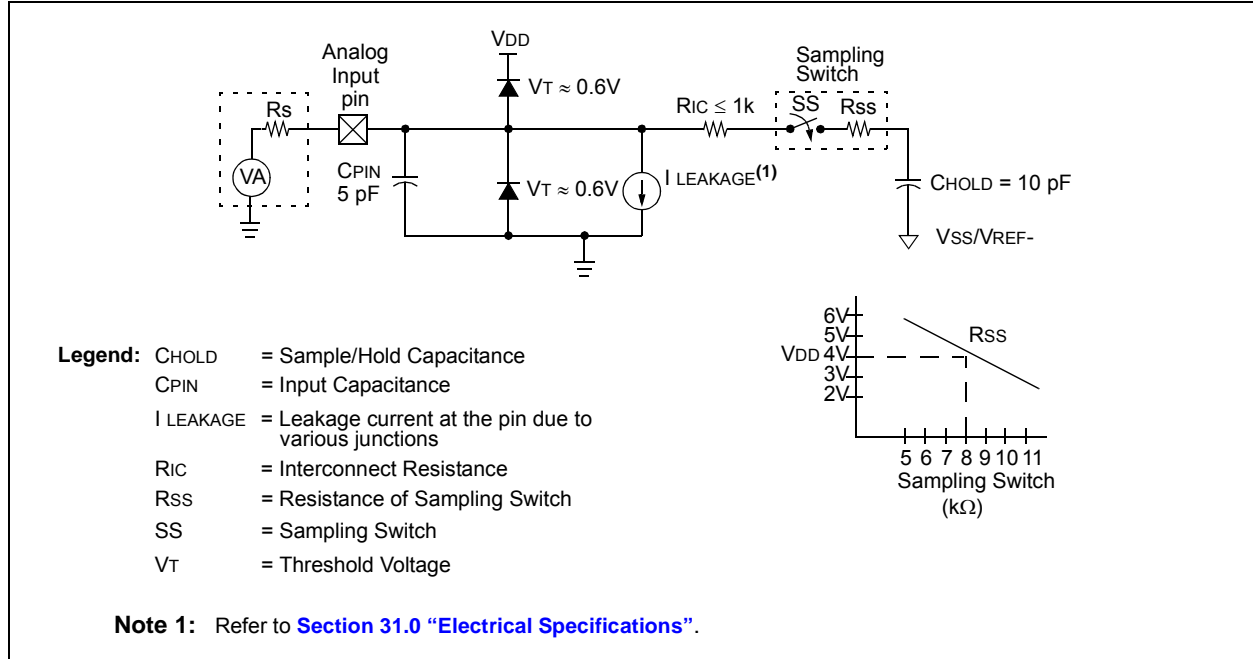 VDD
Analog
Input
pin
Sampling
Switch
VT ≈ 0.6V
Rs
RIC ≤ 1k
SS
Rss
VA
CPIN
5 pF
VT ≈ 0.6V
I LEAKAGE(1)
CHOLD = 10 pF
VSS/VREF-
6V
5V
VDD 4V
3V
2V
RSS
5 6 7 8 9 10 11
Sampling Switch
(kΩ)
Legend: CHOLD = Sample/Hold Capacitance
CPIN = Input Capacitance
I LEAKAGE = Leakage current at the pin due to
various junctions
RIC = Interconnect Resistance
RSS = Resistance of Sampling Switch
SS = Sampling Switch
VT = Threshold Voltage
Note 1: Refer to Section 31.0 “Electrical Specifications”.